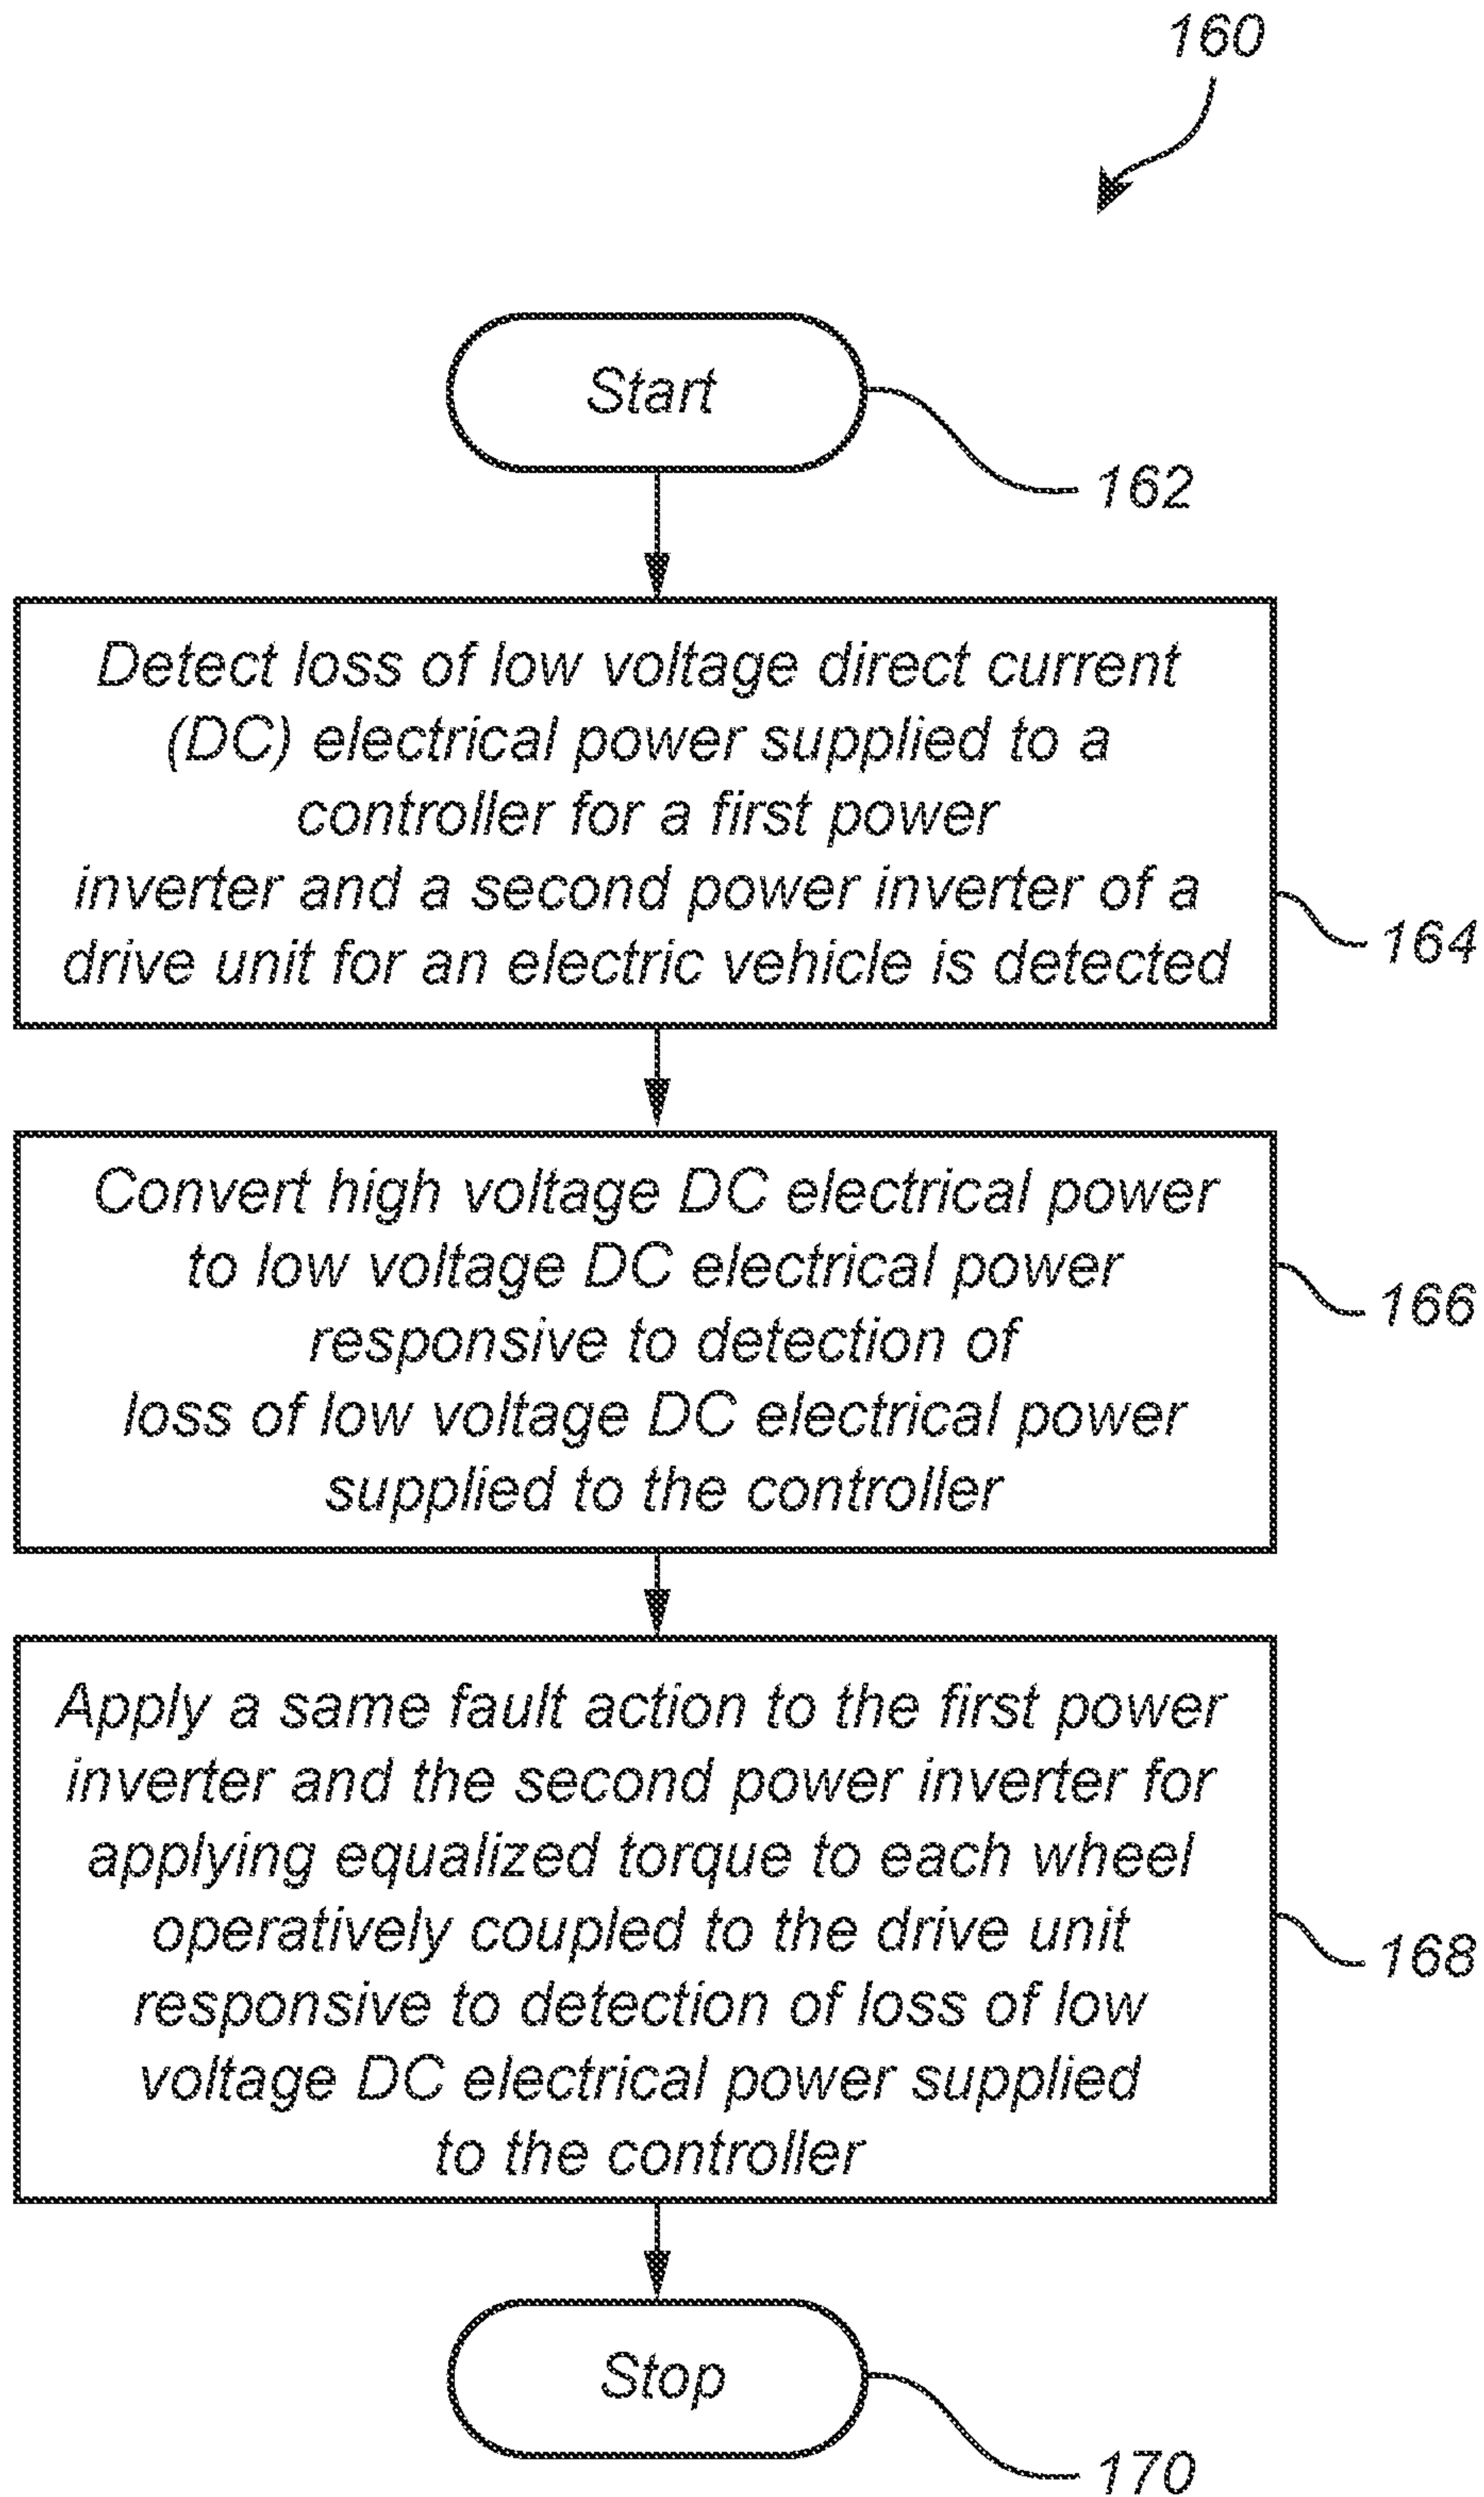 160
Start
162
Detect loss of low voltage direct current
(DC) electrical power supplied to a
controller for a first power
inverter and a second power inverter of a
drive unit for an electric vehicle is detected
164
Convert high voltage DC electrical power
to low voltage DC electrical power
responsive to detection of
loss of low voltage DC electrical power
supplied to the controller
166
Apply a same fault action to the first power
inverter and the second power inverter for
applying equalized torque to each wheel
operatively coupled to the drive unit
responsive to detection of loss of low
voltage DC electrical power supplied
to the controller
168
Stop
170